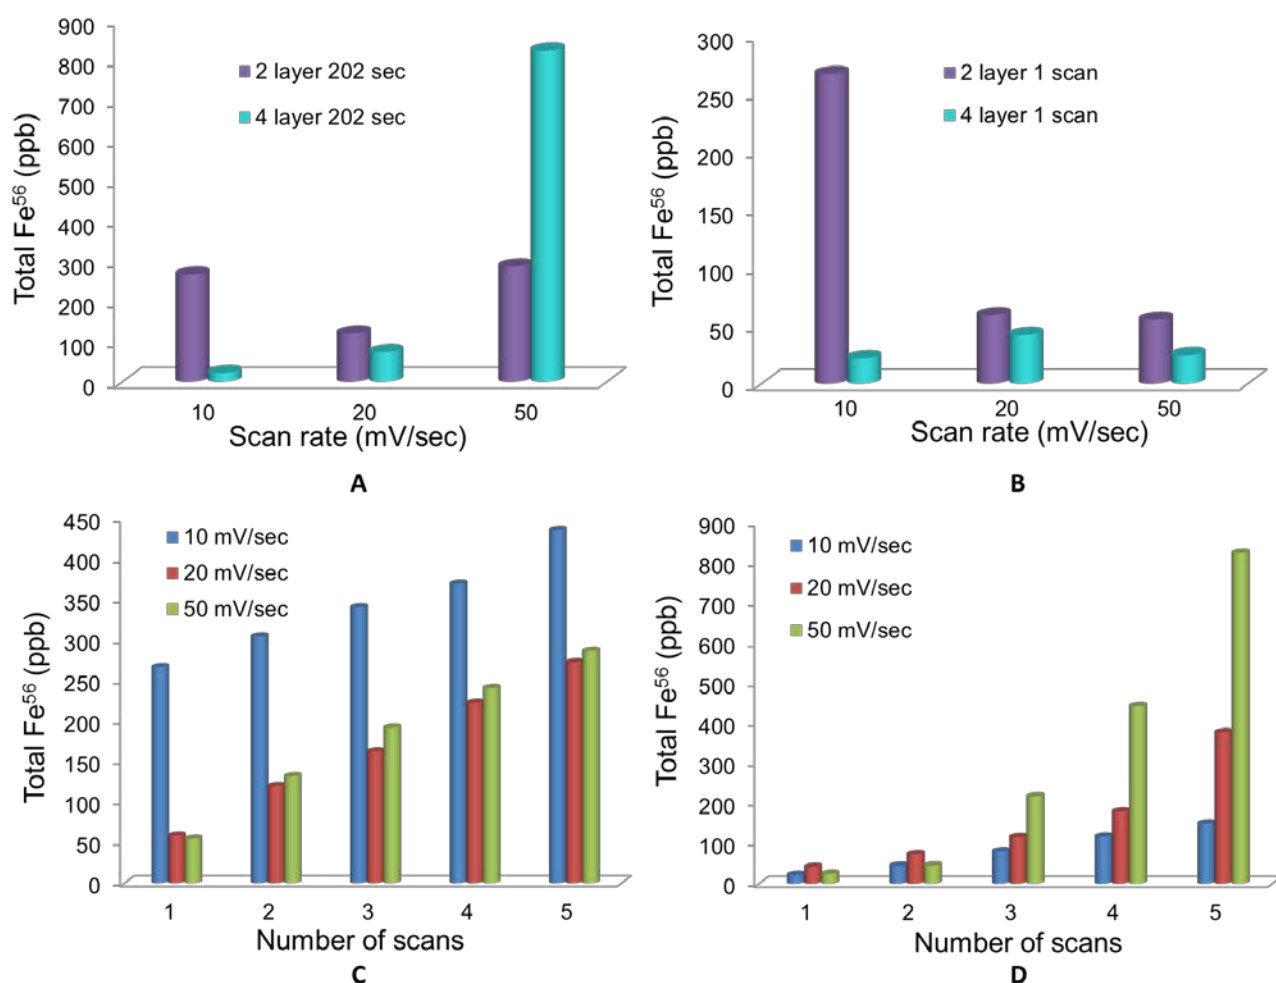 900
800
700
600
500
400
300
200
100
0
Total Fe⁵⁶ (ppb)
2 layer 202 sec
4 layer 202 sec
10 20 50
Scan rate (mV/sec)
A
300
250
200
150
100
50
0
Total Fe⁵⁶ (ppb)
2 layer 1 scan
4 layer 1 scan
10 20 50
Scan rate (mV/sec)
B
450
400
350
300
250
200
150
100
50
0
Total Fe⁵⁶ (ppb)
10 mV/sec
20 mV/sec
50 mV/sec
1 2 3 4 5
Number of scans
C
900
800
700
600
500
400
300
200
100
0
Total Fe⁵⁶ (ppb)
10 mV/sec
20 mV/sec
50 mV/sec
1 2 3 4 5
Number of scans
D